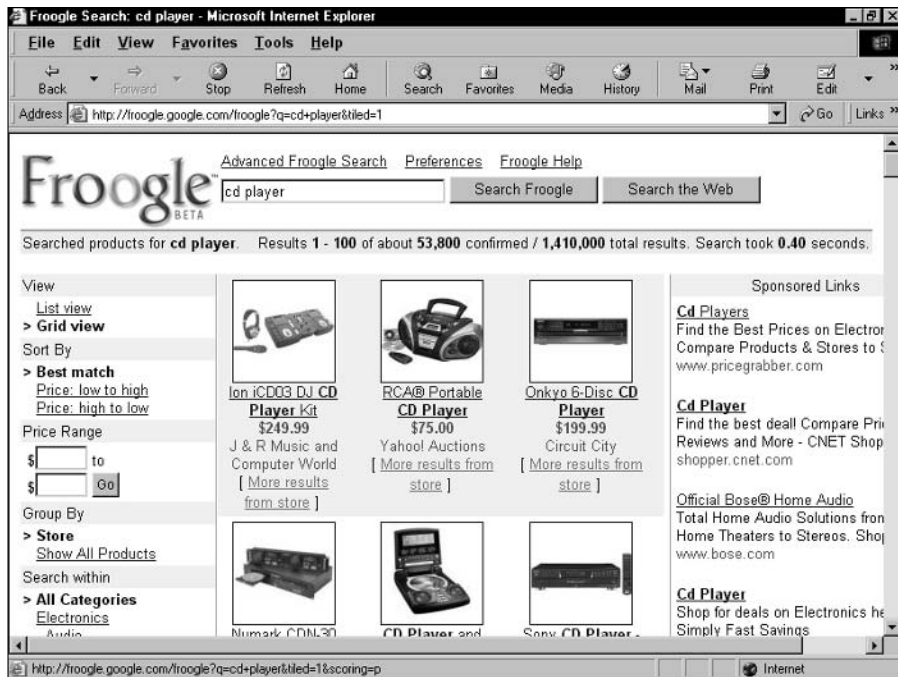 Froogle Search: cd player - Microsoft Internet Explorer
File Edit View Favorites Tools Help
Back Forward Stop Refresh Home Search Favorites Media History Mail Print Edit »
Address http://froogle.google.com/froogle?q=cd+player&tiled=1 Go Links »
Froogle™
BETA
Advanced Froogle Search Preferences Froogle Help
cd player Search Froogle Search the Web
Searched products for cd player. Results 1 - 100 of about 53,800 confirmed / 1,410,000 total results. Search took 0.40 seconds.
View
List view
> Grid view
Sort By
> Best match
Price: low to high
Price: high to low
Price Range
$ to
$ Go
Group By
> Store
Show All Products
Search within
> All Categories
Electronics
Audio
Ion iCD03 DJ CD
Player Kit
$249.99
J & R Music and
Computer World
[ More results
from store ]
RCA® Portable
CD Player
$75.00
Yahoo! Auctions
[ More results from
store ]
Onkyo 6-Disc CD
Player
$199.99
Circuit City
[ More results from
store ]
Numark CDN-30
CD Player and
Sony CD Player -
Sponsored Links
Cd Players
Find the Best Prices on Electro
Compare Products & Stores to
www.pricegrabber.com
Cd Player
Find the best deal! Compare Pri
Reviews and More - CNET Shop
shopper.cnet.com
Official Bose® Home Audio
Total Home Audio Solutions from
Home Theaters to Stereos. Shop
www.bose.com
Cd Player
Shop for deals on Electronics he
Simply Fast Savings
http://froogle.google.com/froogle?q=cd+player&tiled=1&scoring=p Internet